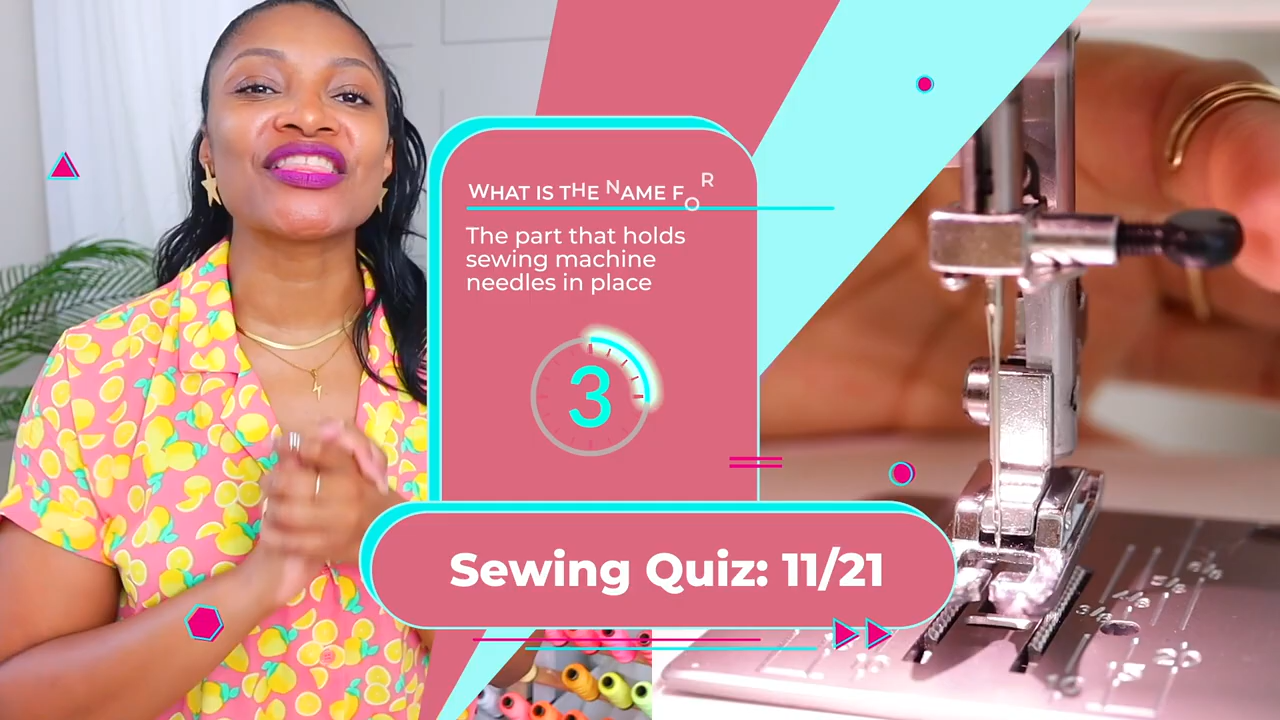 WHAT IS THE NAME FOR
The part that holds
sewing machine
needles in place
3
Sewing Quiz: 11/21